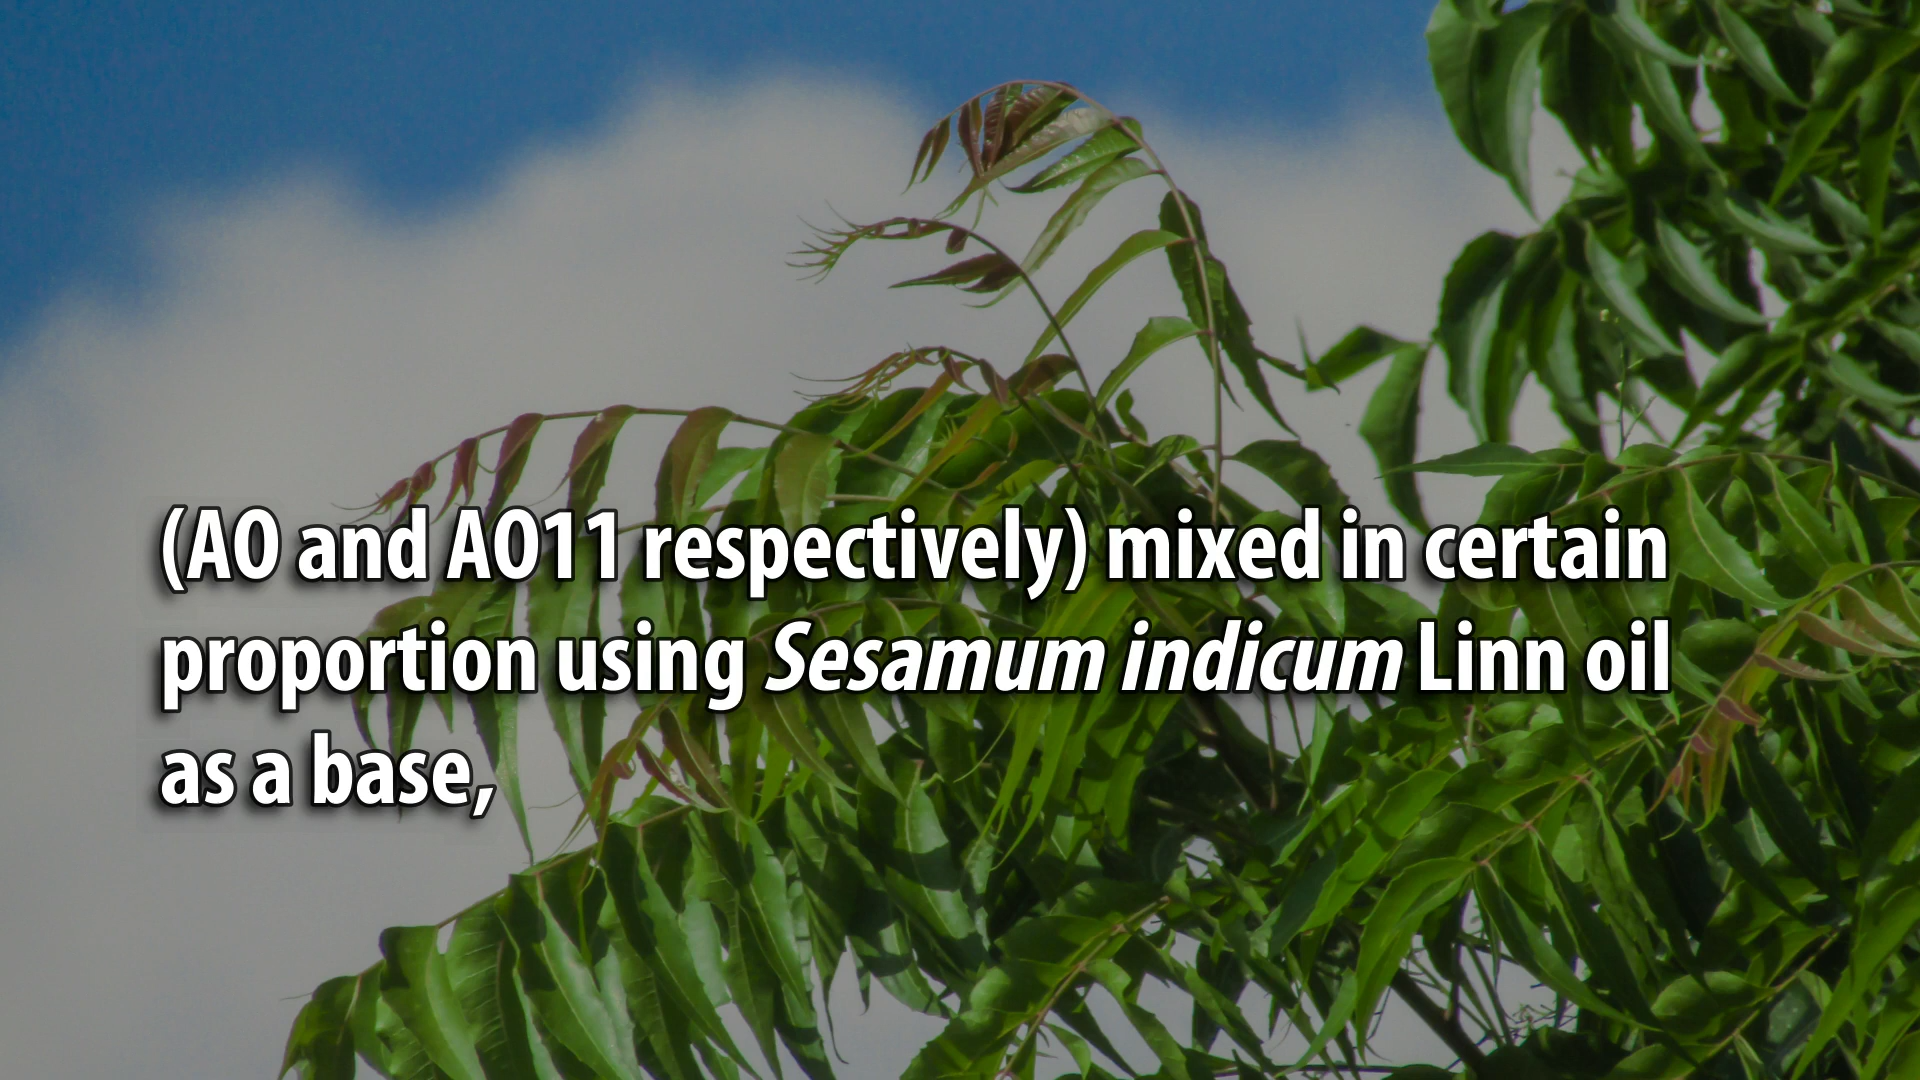 (AO and AO11 respectively) mixed in certain
proportion using Sesamum indicum Linn oil
as a base,